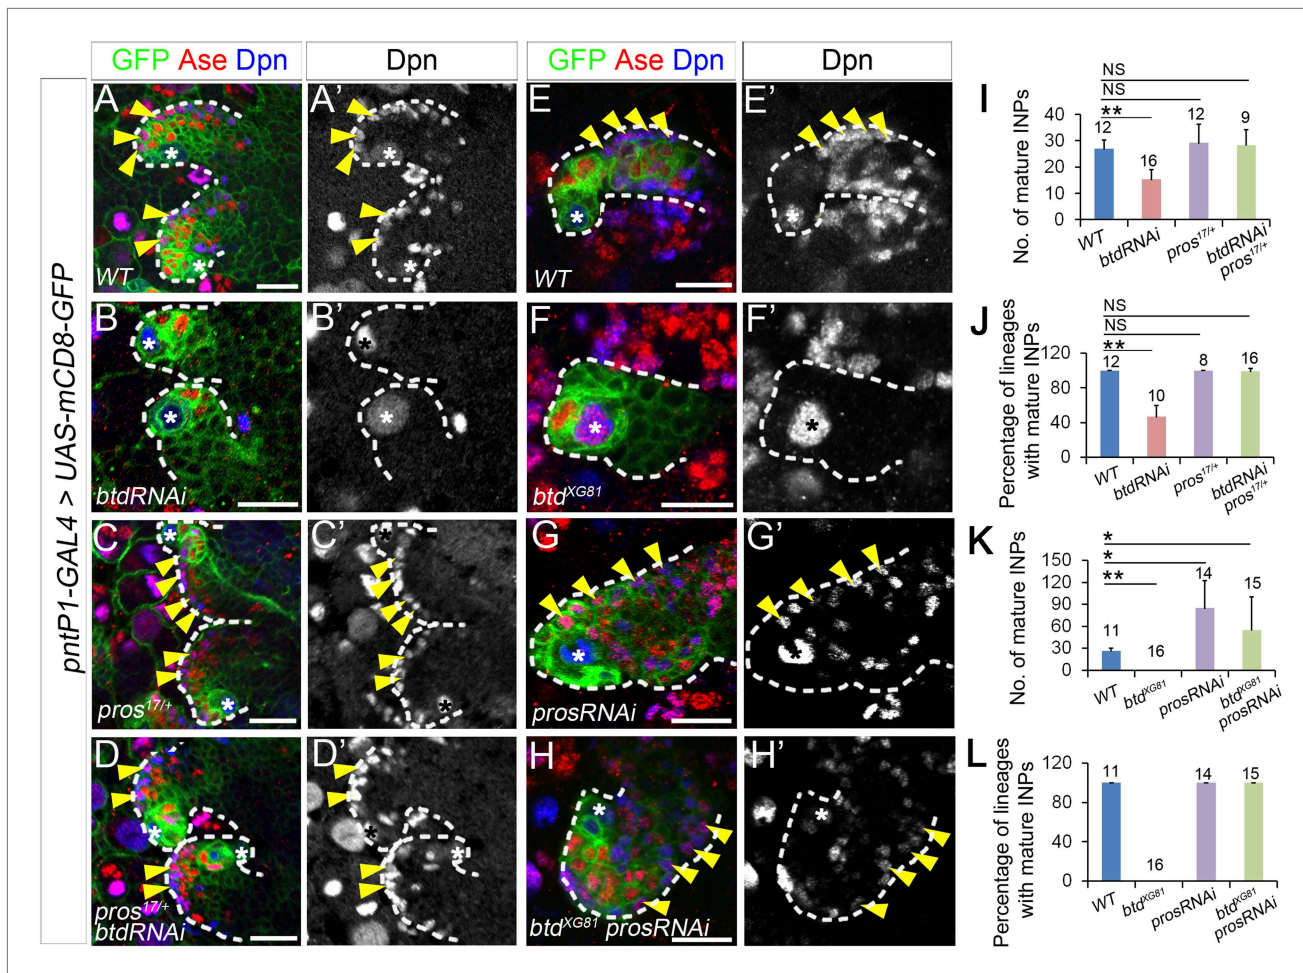 pntP1-GAL4 > UAS-mCD8-GFP
GFP Ase Dpn
Dpn
GFP Ase Dpn
Dpn
A
*
*
WT
A’
*
*
E
*
WT
E’
*
B
*
*
btdRNAi
B’
*
*
F
*
btdXG81
F’
*
C
*
*
pros17/+
C’
*
*
G
*
prosRNAi
G’
*
D
*
*
pros17/+
btdRNAi
D’
*
*
H
*
btdXG81 prosRNAi
H’
*
I
NS
NS
**
12
16
12
9
No. of mature INPs
40
30
20
10
0
WT
btdRNAi
pros17/+
btdRNAi
pros17/+
J
NS
NS
**
12
10
8
16
Percentage of lineages
with mature INPs
120
80
40
0
WT
btdRNAi
pros17/+
btdRNAi
pros17/+
K
*
*
**
11
16
14
15
No. of mature INPs
150
120
90
60
30
0
WT
btdXG81
prosRNAi
btdXG81
prosRNAi
L
11
16
14
15
Percentage of lineages
with mature INPs
120
80
40
0
WT
btdXG81
prosRNAi
btdXG81
prosRNAi